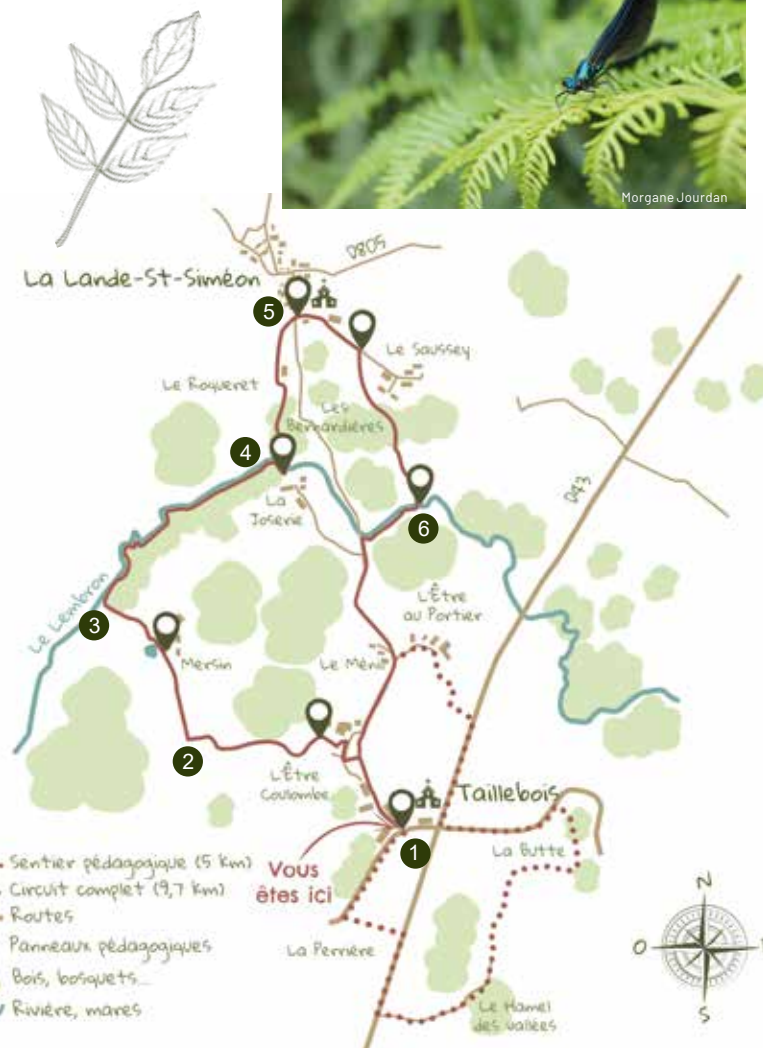 Morgane Jourdan
D805
La Lande-St-Siméon
5
Le Saussey
Le Roqueret
Les
Bernardières
4
La
Joserie
D43
6
L'Être
au Portier
Le Lembron
3
Mersin
Le Ménil
2
L'Être
Coulombe
Taillebois
1
La Butte
Vous
êtes ici
Sentier pédagogique (5 km)
Circuit complet (9,7 km)
Routes
Panneaux pédagogiques
Bois, bosquets...
Rivière, mares
La Perrière
Le Hamel
des vallées
N
O
S